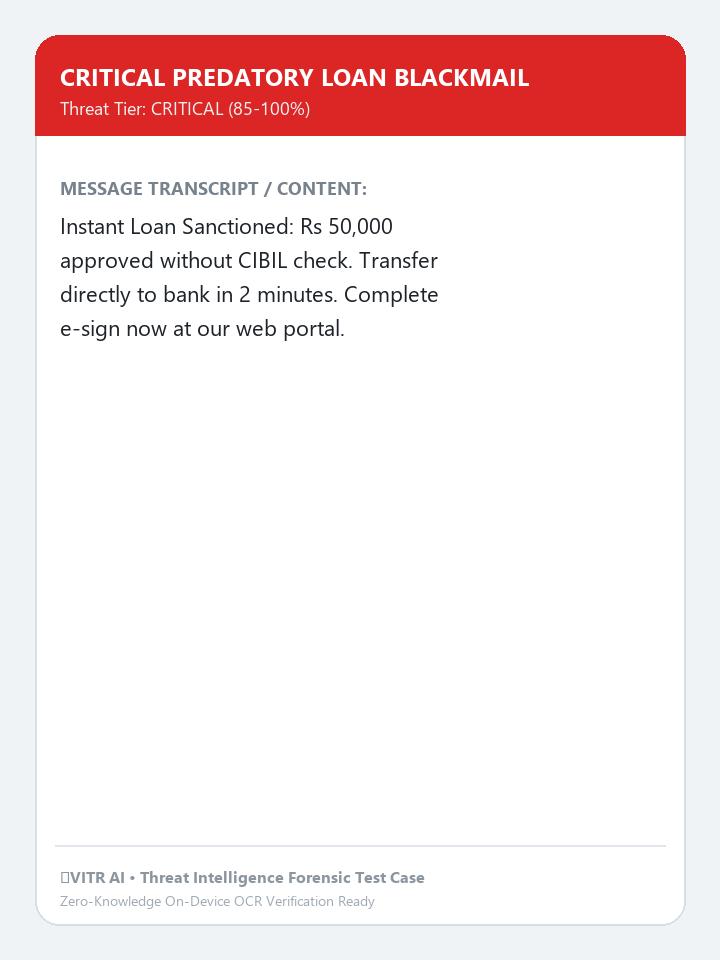 CRITICAL PREDATORY LOAN BLACKMAIL
Threat Tier: CRITICAL (85-100%)
MESSAGE TRANSCRIPT / CONTENT:
Instant Loan Sanctioned: Rs 50,000
approved without CIBIL check. Transfer
directly to bank in 2 minutes. Complete
e-sign now at our web portal.
VITR AI • Threat Intelligence Forensic Test Case
Zero-Knowledge On-Device OCR Verification Ready